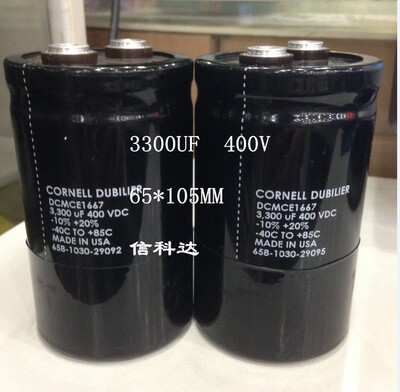 3300UF 400V
65*105MM
信科达
CORNELL DUBILIER
DCMCE1667
3,300 uF 400 VDC
-10% +20%
-40C TO +85C
MADE IN USA
658-1030-29092
CORNELL DUBILIER
DCMCE1667
3,300 uF 400 VDC
-10% +20%
-40C TO +85C
MADE IN USA
658-1030-29095